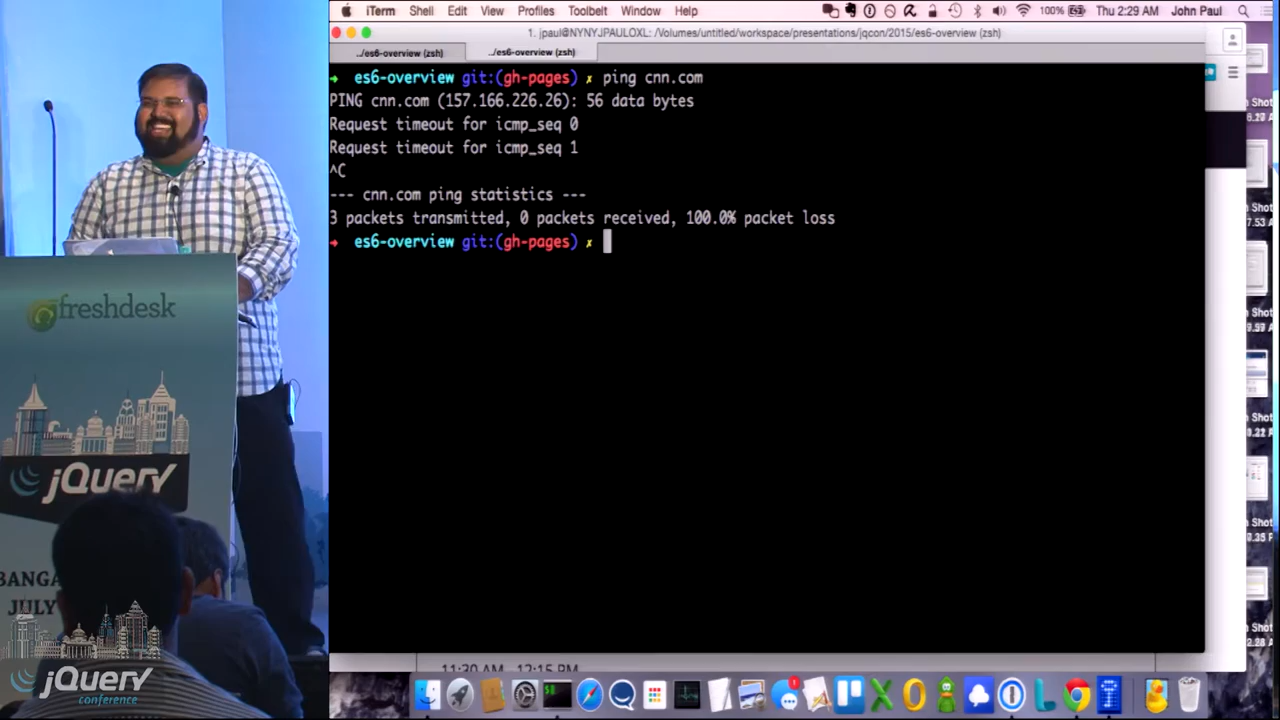 iTerm Shell Edit View Profiles Toolbelt Window Help 100% Thu 2:29 AM John Paul
1. jpaul@NYNYJPAULOXL: /Volumes/untitled/workspace/presentations/jqcon/2015/es6-overview (zsh)
../es6-overview (zsh) ../es6-overview (zsh)
➜ es6-overview git:(gh-pages) ✗ ping cnn.com
PING cnn.com (157.166.226.26): 56 data bytes
Request timeout for icmp_seq 0
Request timeout for icmp_seq 1
^C
--- cnn.com ping statistics ---
3 packets transmitted, 0 packets received, 100.0% packet loss
➜ es6-overview git:(gh-pages) ✗
freshdesk
jQuery
BANGA
JULY
jQuery
conference
11:30 AM - 12:15 PM